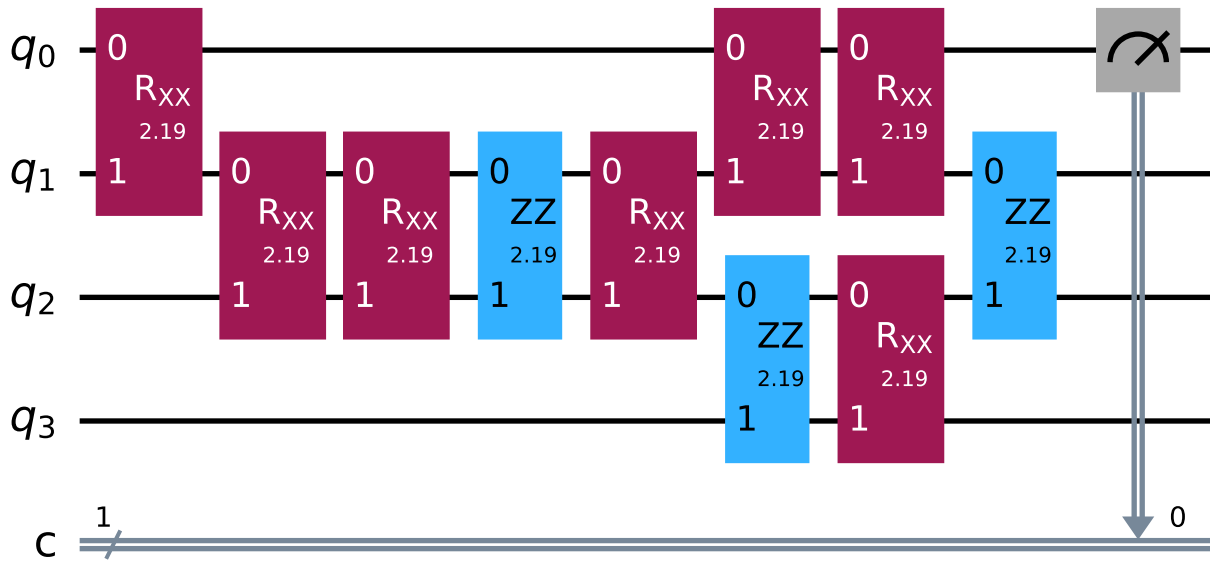 q0 0 0 0
RXX RXX RXX
2.19 2.19 2.19
q1 1 0 0 0 0 1 1 0
RXX RXX ZZ RXX ZZ
2.19 2.19 2.19 2.19 2.19
q2 1 1 1 1 0 0 1
ZZ RXX
2.19 2.19
q3 1 1
1 0
c